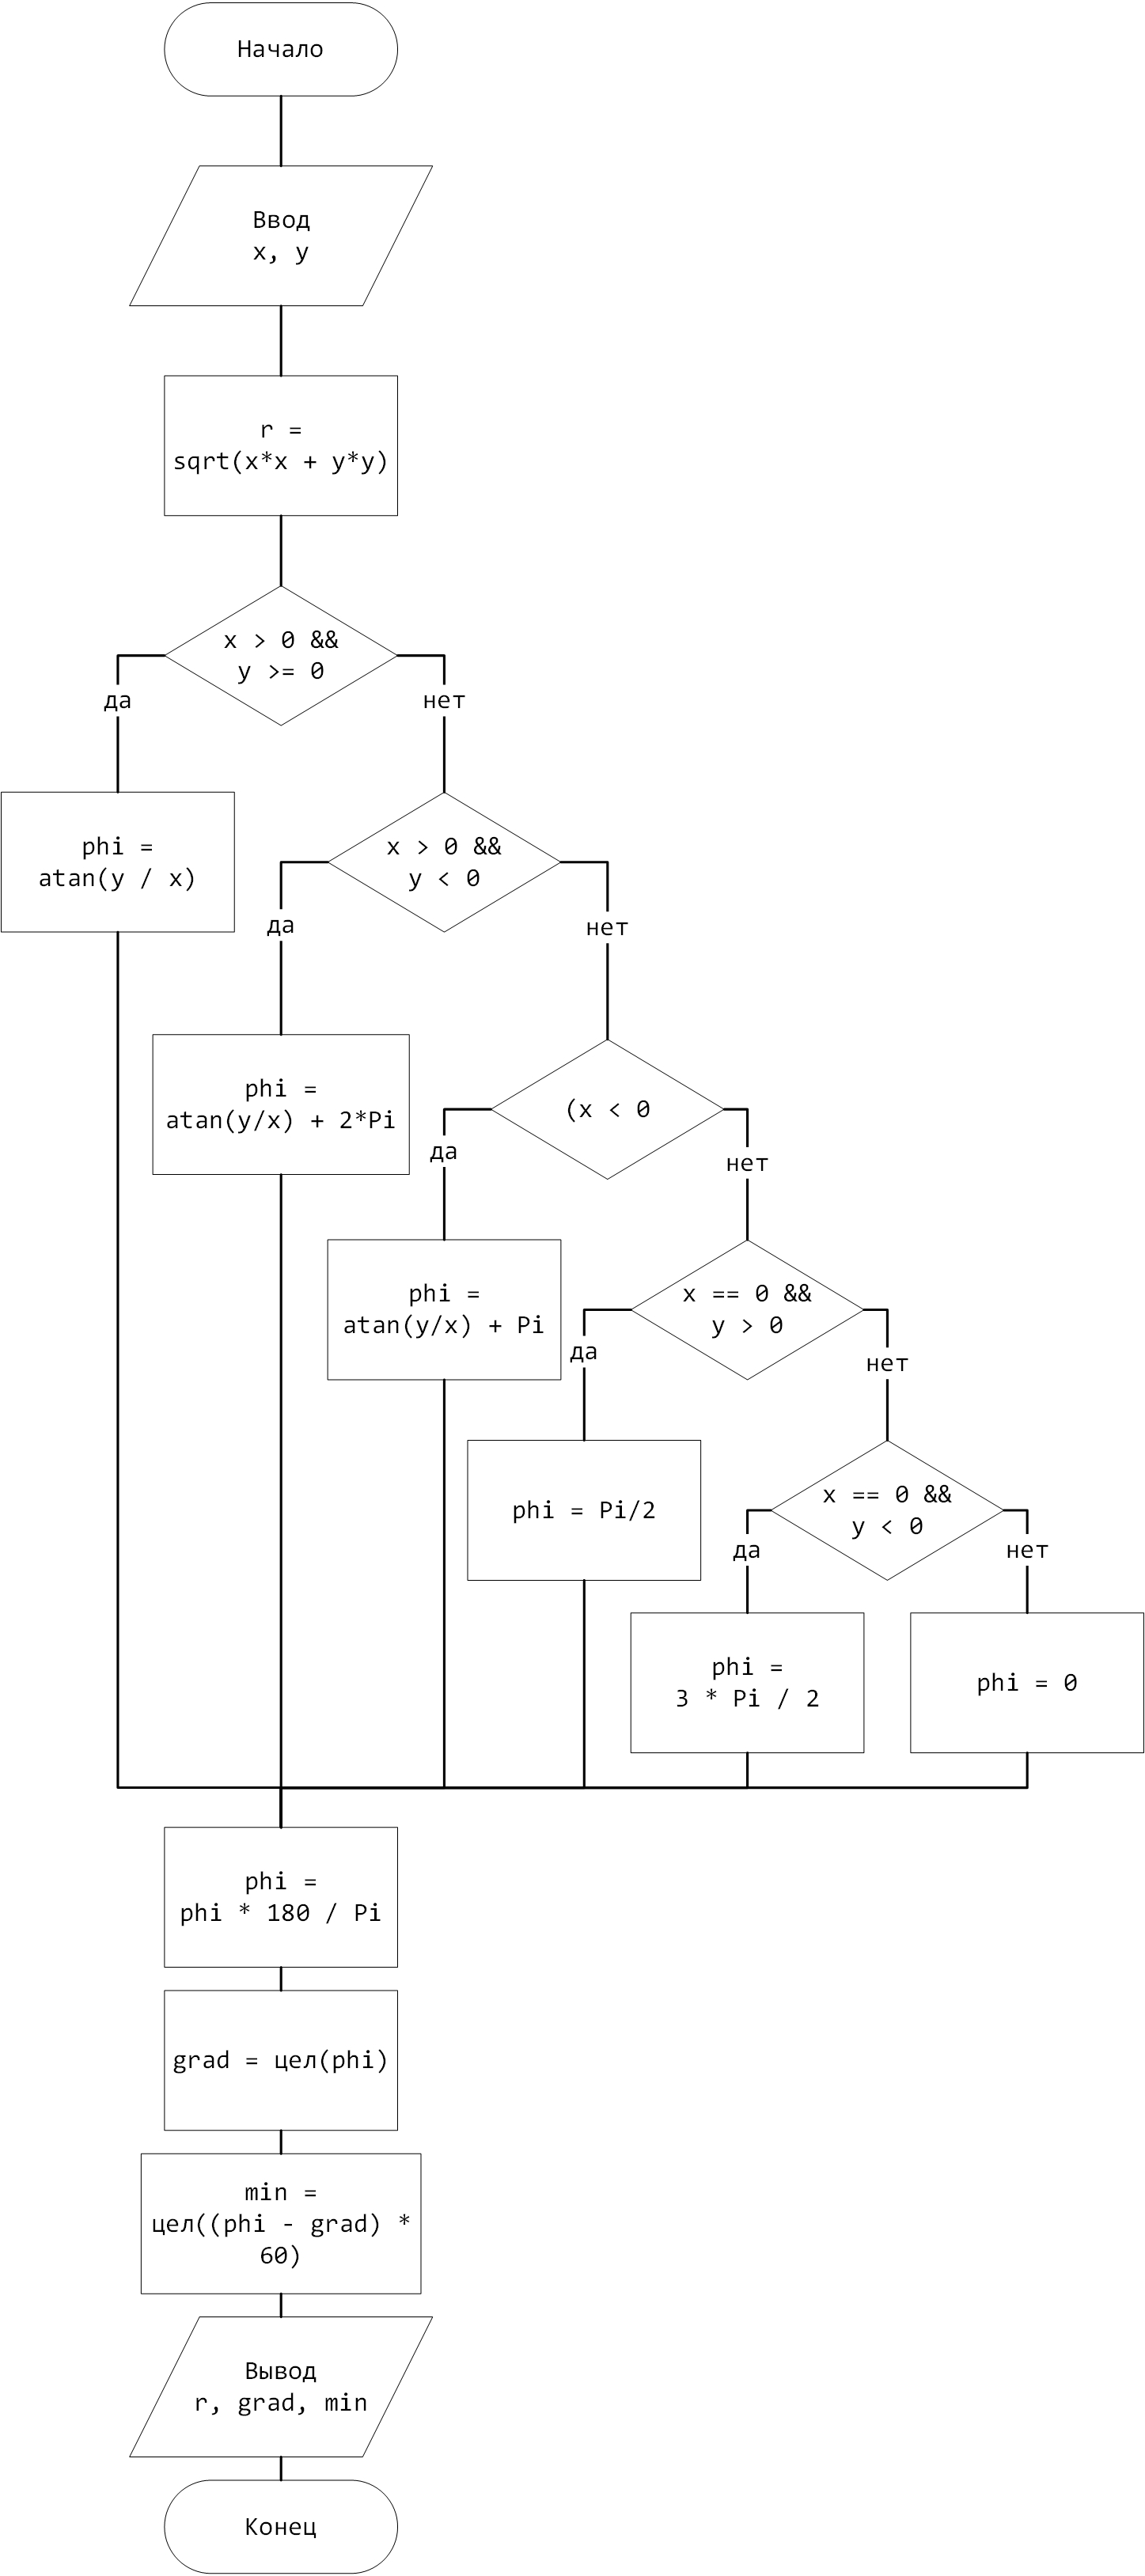 Начало
Ввод
x, y
r =
sqrt(x*x + y*y)
x > 0 &&
y >= 0
да
нет
phi =
atan(y / x)
x > 0 &&
y < 0
да
нет
phi =
atan(y/x) + 2*Pi
(x < 0
да
нет
phi =
atan(y/x) + Pi
x == 0 &&
y > 0
да
нет
phi = Pi/2
x == 0 &&
y < 0
да
нет
phi =
3 * Pi / 2
phi = 0
phi =
phi * 180 / Pi
grad = цел(phi)
min =
цел((phi - grad) *
60)
Вывод
r, grad, min
Конец